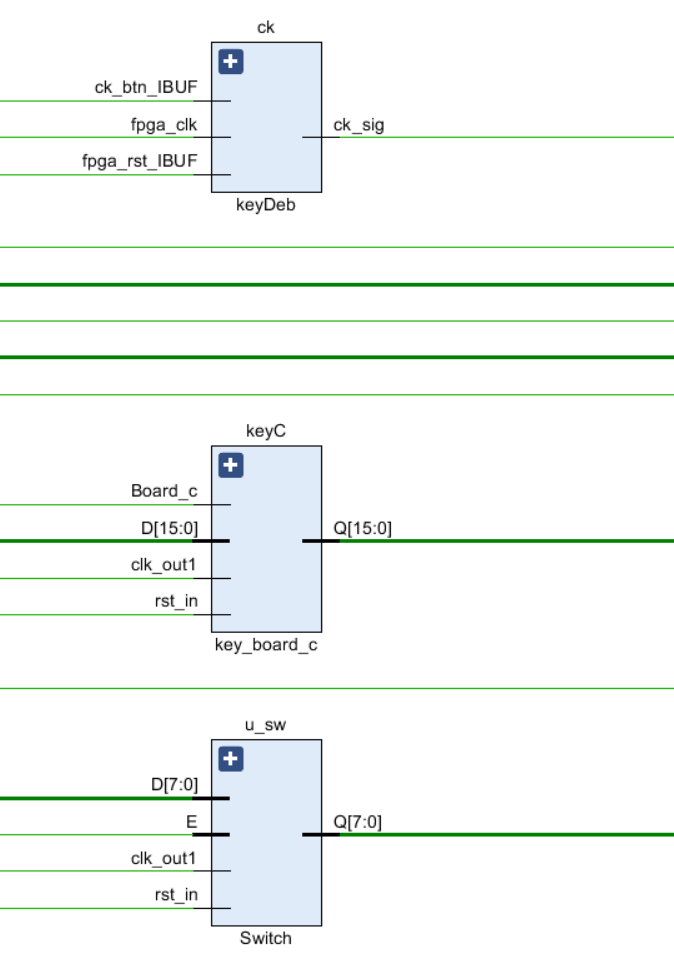 ck
ck_btn_IBUF
fpga_clk
ck_sig
fpga_rst_IBUF
keyDeb
keyC
Board_c
D[15:0]
Q[15:0]
clk_out1
rst_in
key_board_c
u_sw
D[7:0]
E
Q[7:0]
clk_out1
rst_in
Switch